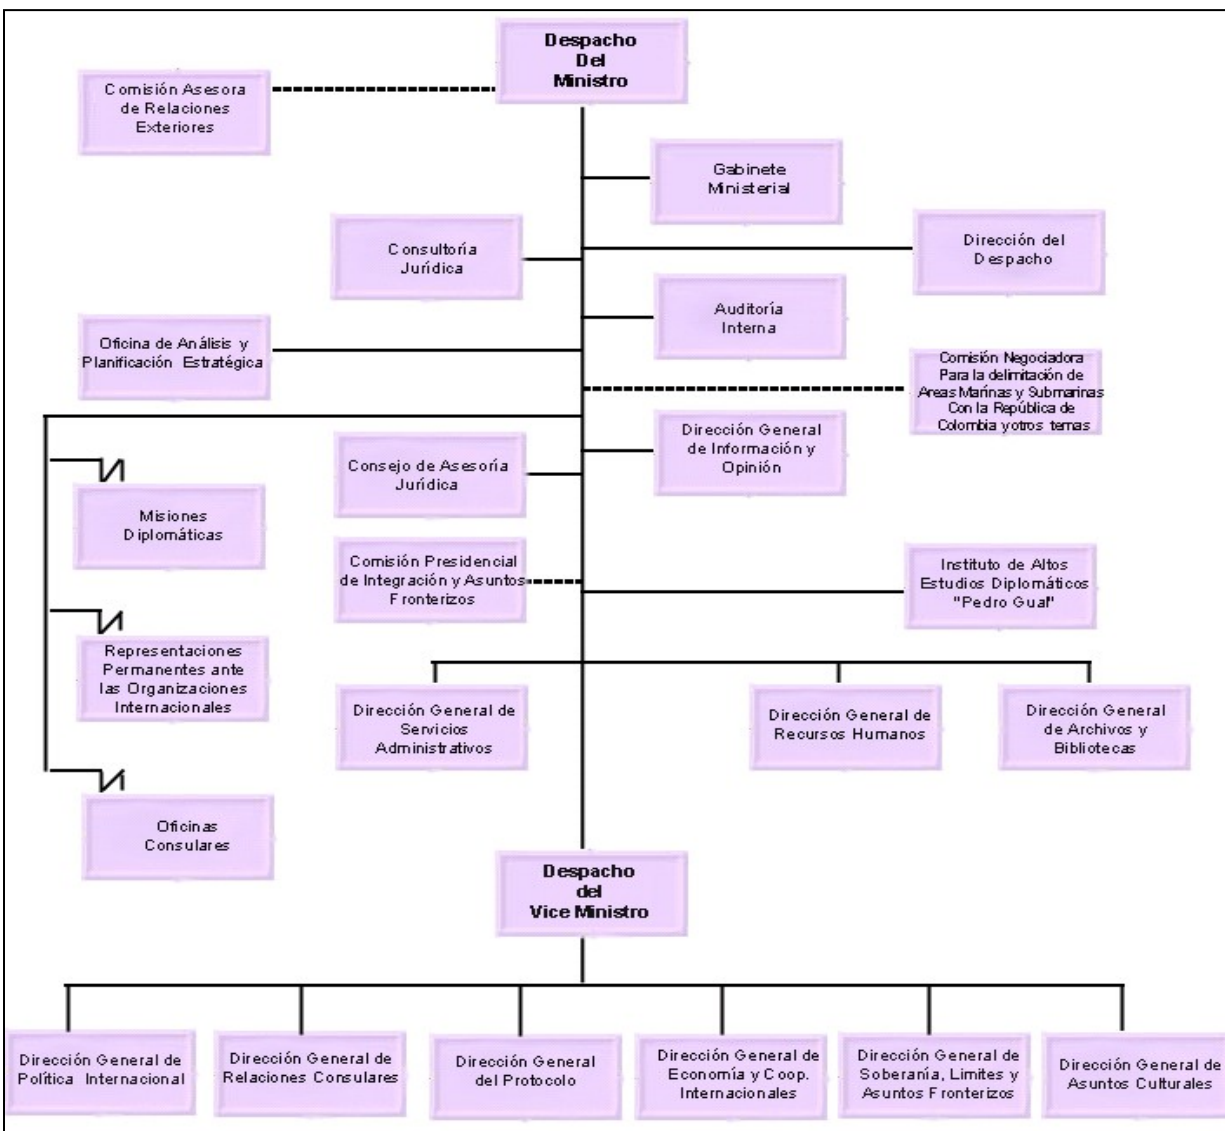 Despacho
Del
Ministro
Comisión Asesora
de Relaciones
Exteriores
Gabinete
Ministerial
Consultoría
Jurídica
Dirección del
Despacho
Auditoría
Interna
Oficina de Análisis y
Planificación Estratégica
Comisión Negociadora
Para la delimitación de
Areas Marinas y Submarinas
Con la República de
Colombia yotros temas
Dirección General
de Información y
Opinión
Consejo de Asesoría
Jurídica
Misiones
Diplomáticas
Comisión Presidencial
de Integración y Asuntos
Fronterizos
Instituto de Altos
Estudios Diplomáticos
"Pedro Gual"
Representaciones
Permanentes ante
las Organizaciones
Internacionales
Dirección General de
Servicios
Administrativos
Dirección General de
Recursos Humanos
Dirección General
de Archivos y
Bibliotecas
Oficinas
Consulares
Despacho
del
Vice Ministro
Dirección General de
Política Internacional
Dirección General de
Relaciones Consulares
Dirección General
del Protocolo
Dirección General de
Economía y Coop.
Internacionales
Dirección General de
Soberanía, Limites y
Asuntos Fronterizos
Dirección General de
Asuntos Culturales